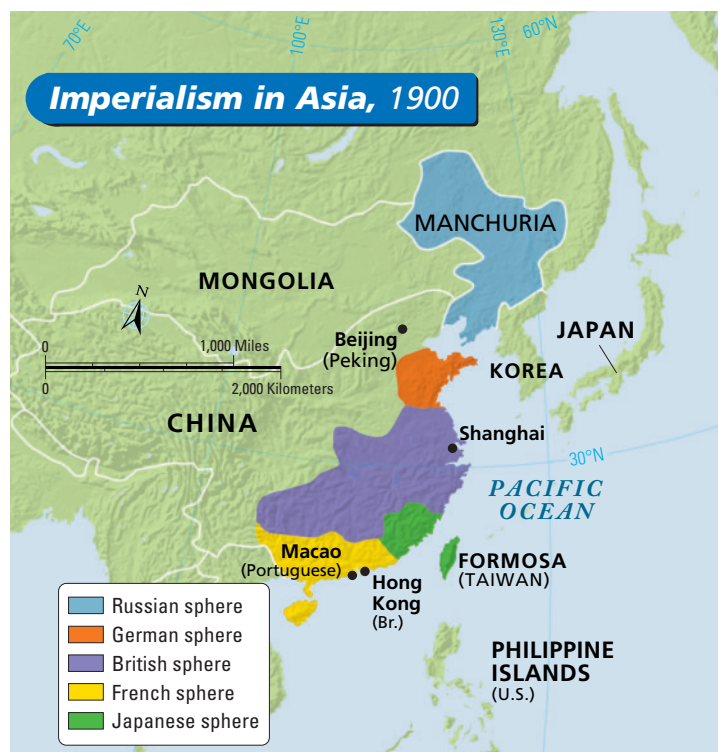 70°E
100°E
130°E
60°N
Imperialism in Asia, 1900
MANCHURIA
MONGOLIA
N
0
1,000 Miles
0
2,000 Kilometers
Beijing
(Peking)
JAPAN
KOREA
CHINA
Shanghai
30°N
PACIFIC
OCEAN
Macao
(Portuguese)
Hong
Kong
(Br.)
FORMOSA
(TAIWAN)
PHILIPPINE
ISLANDS
(U.S.)
Russian sphere
German sphere
British sphere
French sphere
Japanese sphere